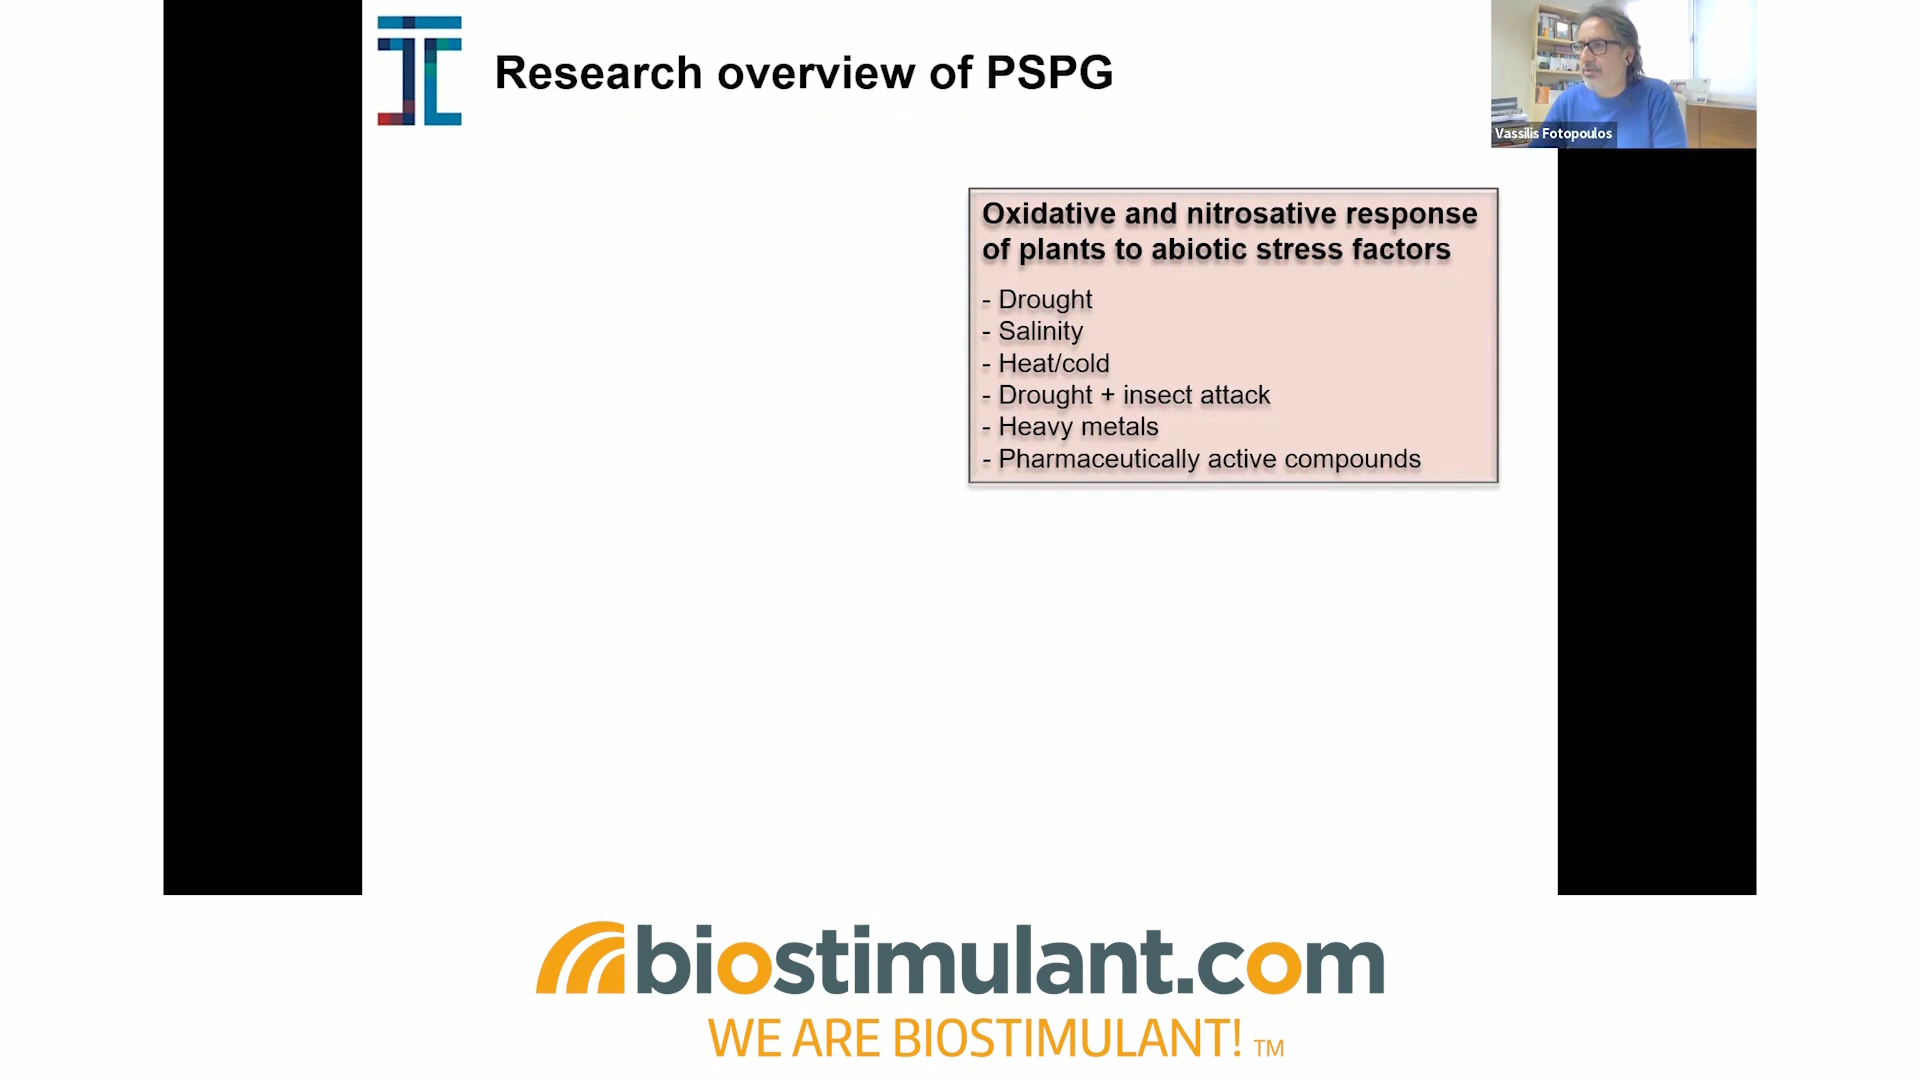 Research overview of PSPG
Vassilis Fotopoulos
Oxidative and nitrosative response
of plants to abiotic stress factors
- Drought
- Salinity
- Heat/cold
- Drought + insect attack
- Heavy metals
- Pharmaceutically active compounds
biostimulant.com
WE ARE BIOSTIMULANT! TM